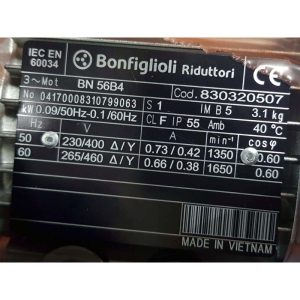 IEC EN
60034
Bonfiglioli Riduttori
CE
3~Mot BN 56B4 Cod. 830320507
No 04170008310799063 S1 IM B5 3.1 kg
kW 0.09/50Hz-0.1/60Hz CL F IP 55 Amb 40 °C
Hz V A min-1 cosφ
50 230/400 Δ/Y 0.73/0.42 1350 0.60
60 265/460 Δ/Y 0.66/0.38 1650 0.60
MADE IN VIETNAM